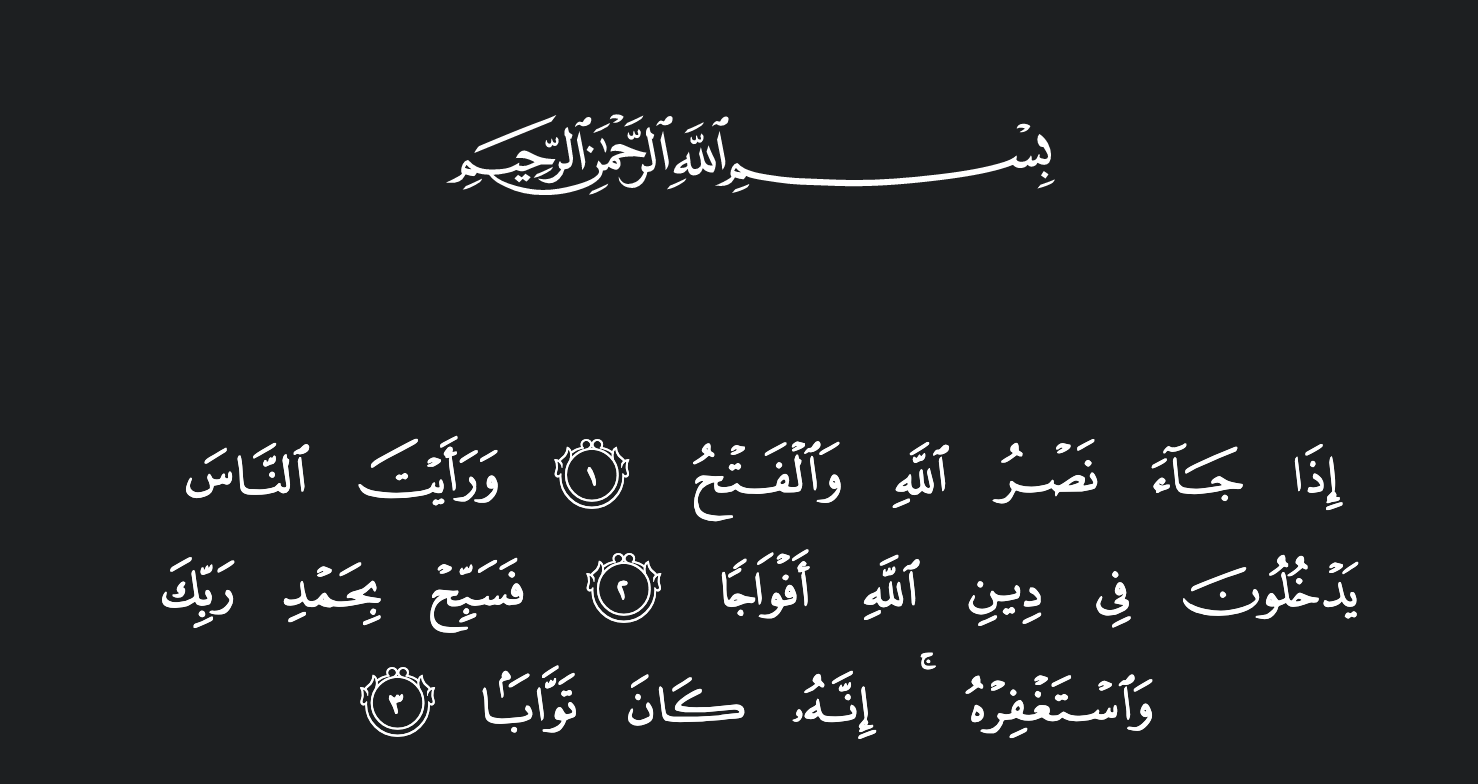 بِسْمِ ٱللَّهِ ٱلرَّحْمَٰنِ ٱلرَّحِيمِ
إِذَا جَآءَ نَصْرُ ٱللَّهِ وَٱلْفَتْحُ ١ وَرَأَيْتَ ٱلنَّاسَ
يَدْخُلُونَ فِى دِينِ ٱللَّهِ أَفْوَاجًا ٢ فَسَبِّحْ بِحَمْدِ رَبِّكَ
وَٱسْتَغْفِرْهُ ۚ إِنَّهُۥ كَانَ تَوَّابَۢا ٣